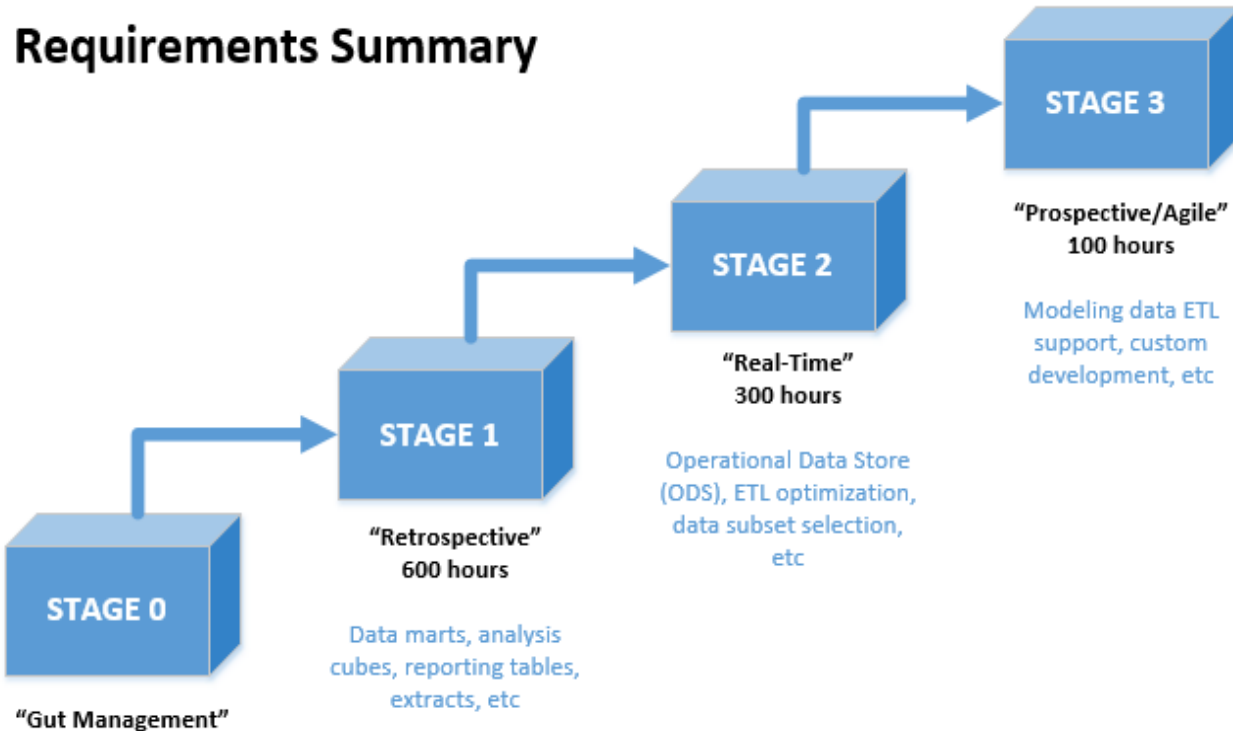 Requirements Summary
STAGE 0
“Gut Management”
STAGE 1
“Retrospective”
600 hours
Data marts, analysis
cubes, reporting tables,
extracts, etc
STAGE 2
“Real-Time”
300 hours
Operational Data Store
(ODS), ETL optimization,
data subset selection,
etc
STAGE 3
“Prospective/Agile”
100 hours
Modeling data ETL
support, custom
development, etc